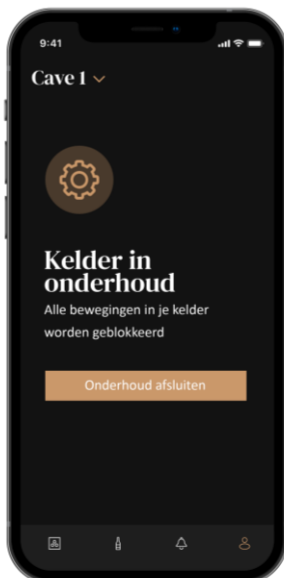 9:41
Cave 1
Kelder in
onderhoud
Alle bewegingen in je kelder
worden geblokkeerd
Onderhoud afsluiten